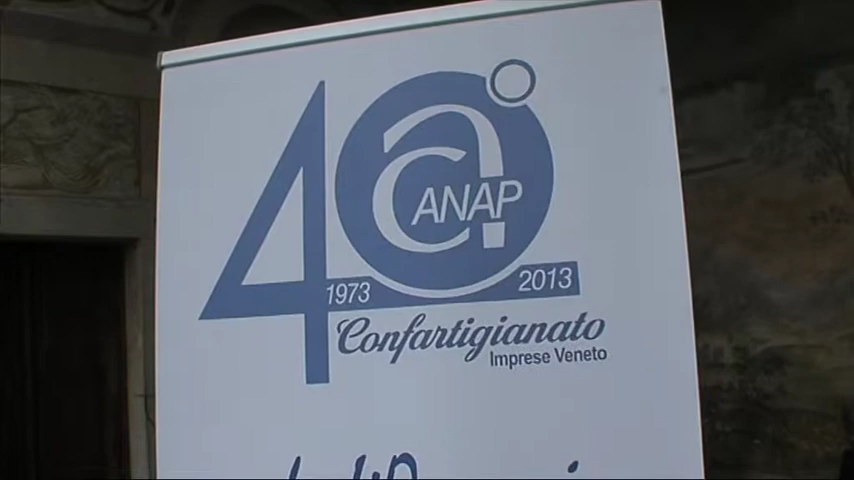 40°
ANAP
1973 2013
Confartigianato
Imprese Veneto